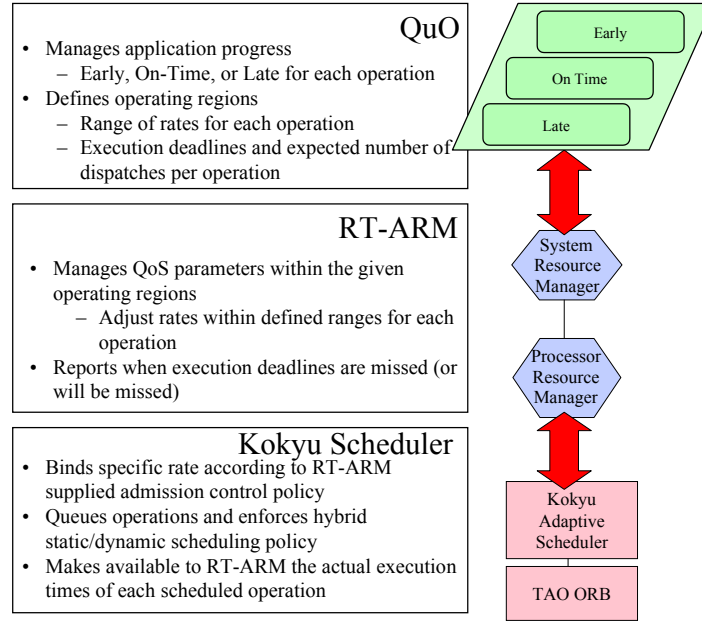 QuO
• Manages application progress
– Early, On-Time, or Late for each operation
• Defines operating regions
– Range of rates for each operation
– Execution deadlines and expected number of
dispatches per operation
RT-ARM
• Manages QoS parameters within the given
operating regions
– Adjust rates within defined ranges for each
operation
• Reports when execution deadlines are missed (or
will be missed)
Kokyu Scheduler
• Binds specific rate according to RT-ARM
supplied admission control policy
• Queues operations and enforces hybrid
static/dynamic scheduling policy
• Makes available to RT-ARM the actual execution
times of each scheduled operation
Early
On Time
Late
System
Resource
Manager
Processor
Resource
Manager
Kokyu
Adaptive
Scheduler
TAO ORB